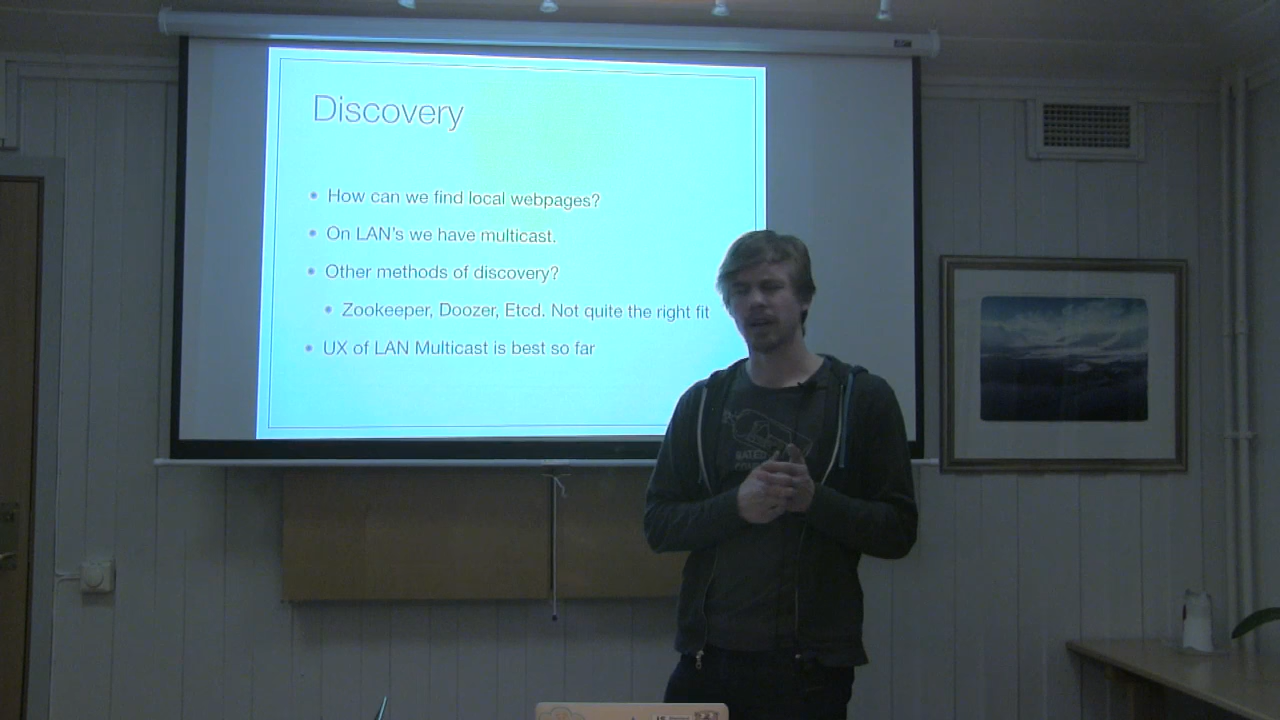 Discovery
• How can we find local webpages?
• On LAN's we have multicast.
• Other methods of discovery?
• Zookeeper, Doozer, Etcd. Not quite the right fit
• UX of LAN Multicast is best so far
RATED